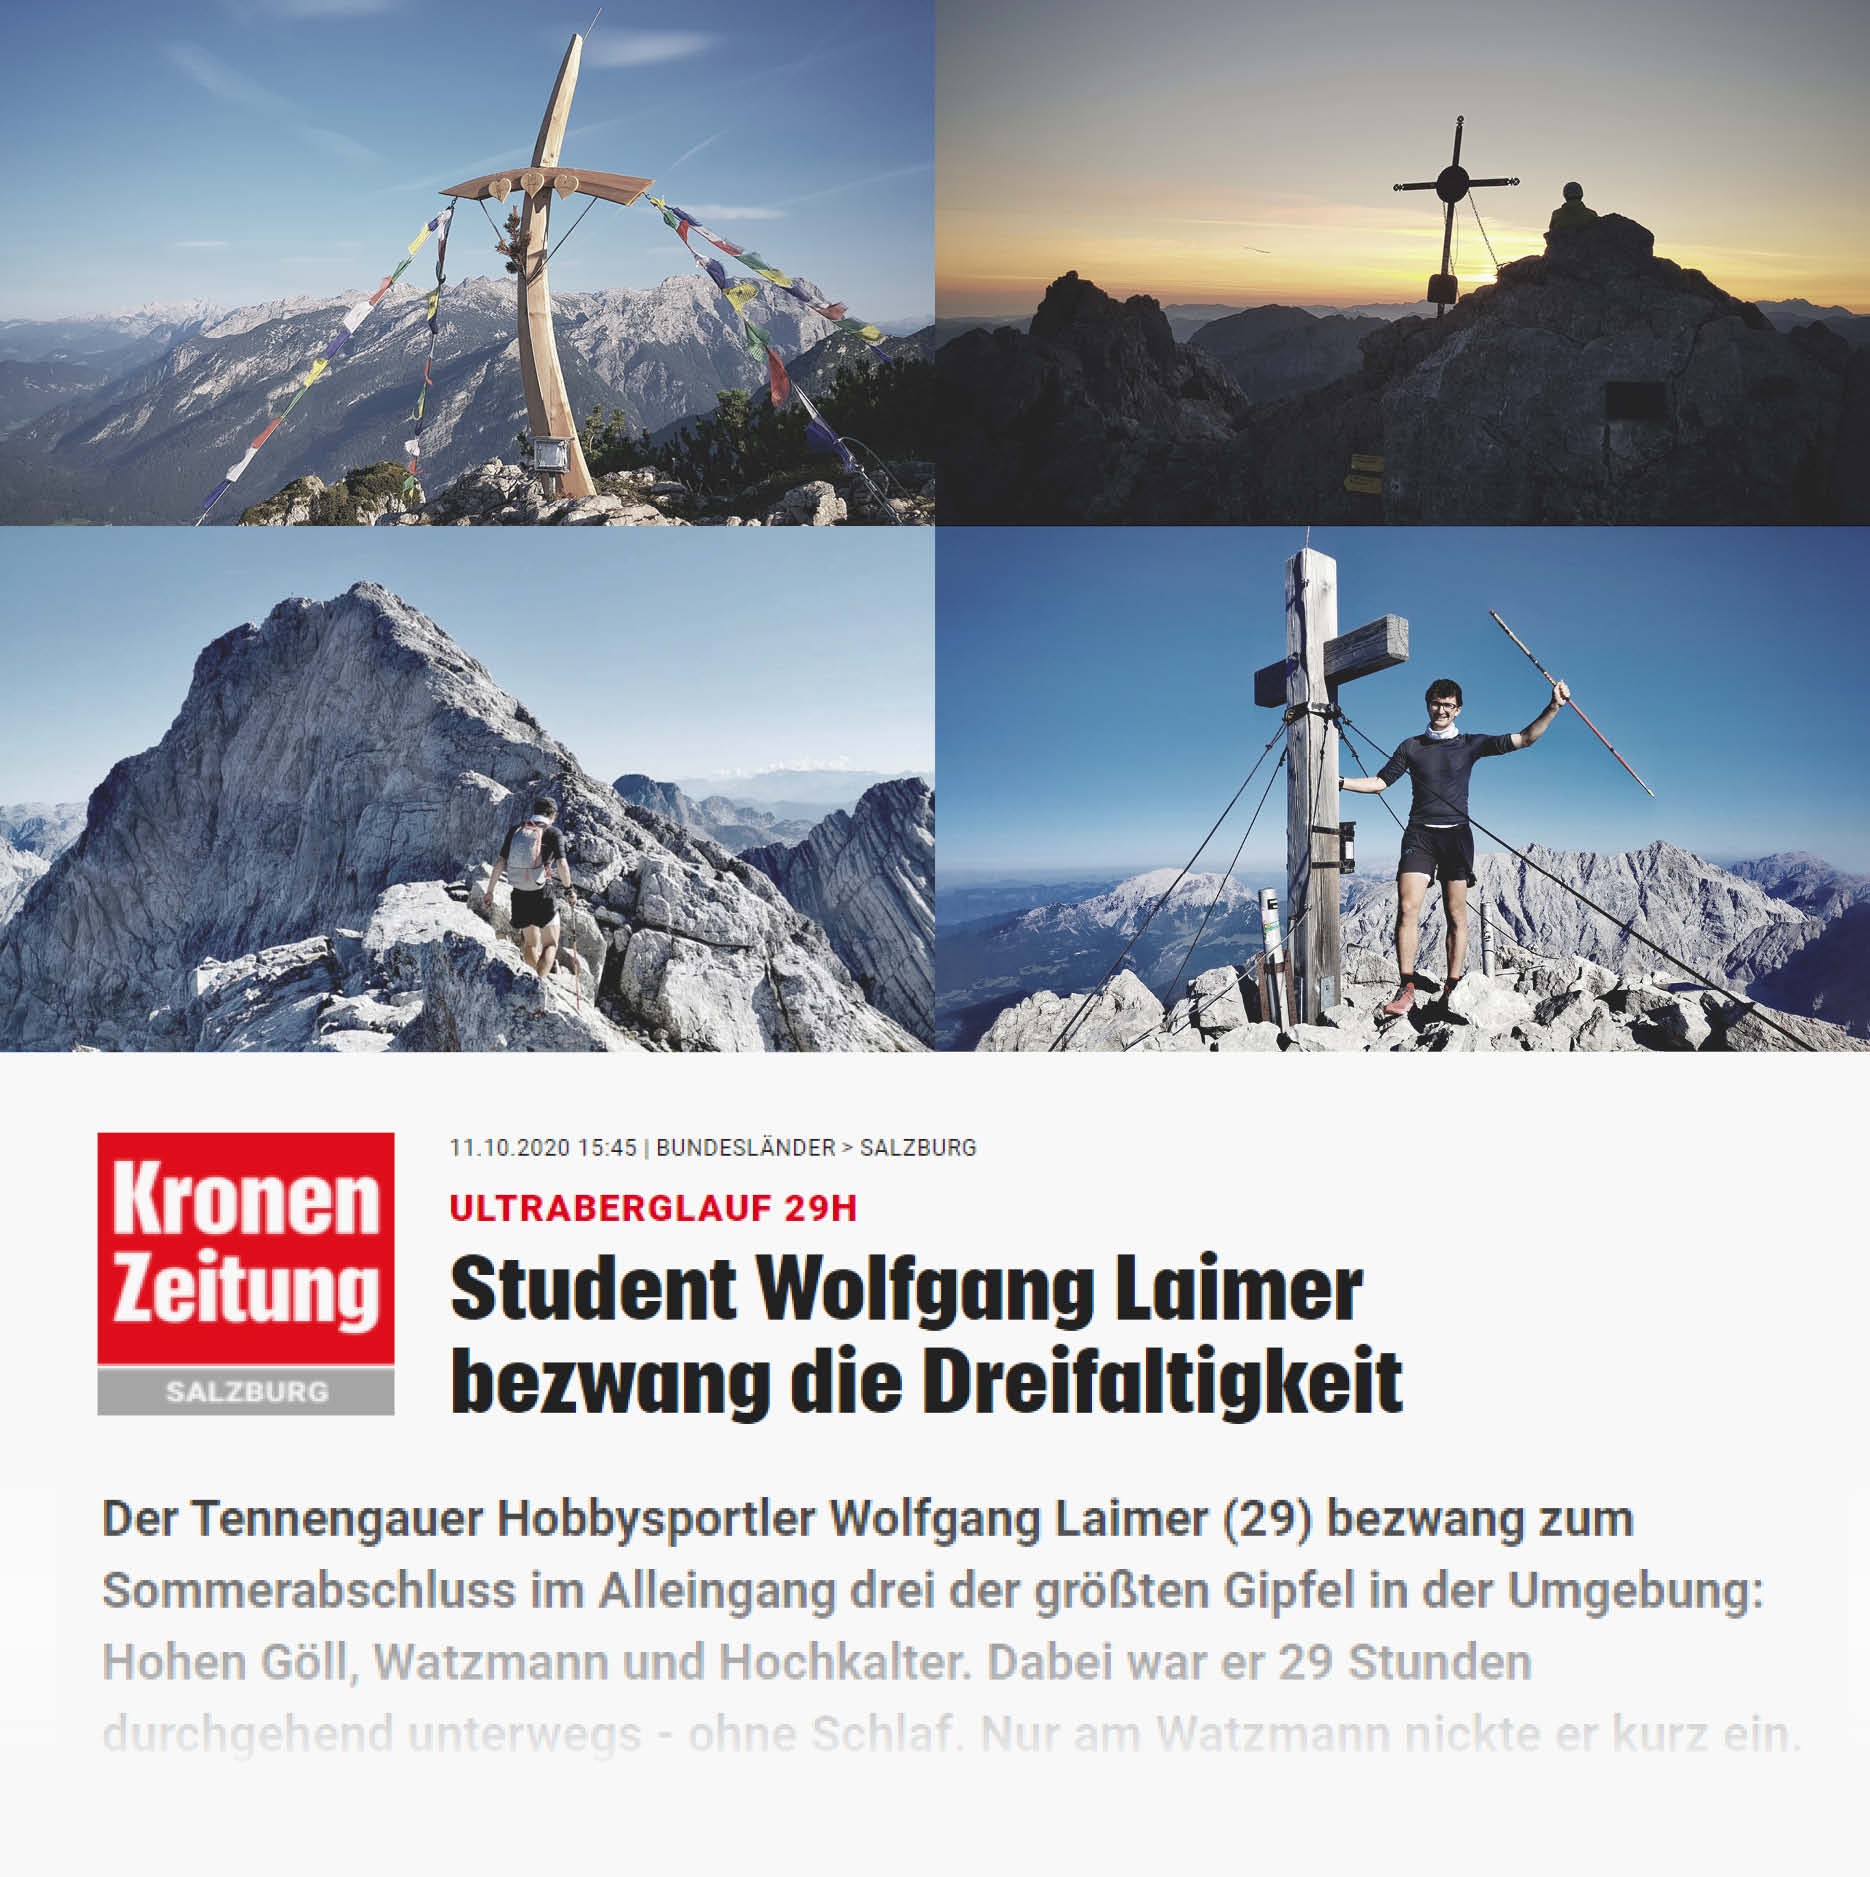 Kronen
Zeitung
SALZBURG
11.10.2020 15:45 | BUNDESLÄNDER > SALZBURG
ULTRABERGLAUF 29H
Student Wolfgang Laimer
bezwang die Dreifaltigkeit
Der Tennengauer Hobbysportler Wolfgang Laimer (29) bezwang zum
Sommerabschluss im Alleingang drei der größten Gipfel in der Umgebung:
Hohen Göll, Watzmann und Hochkalter. Dabei war er 29 Stunden
durchgehend unterwegs - ohne Schlaf. Nur am Watzmann nickte er kurz ein.